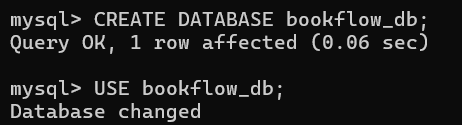 mysql> CREATE DATABASE bookflow_db;
Query OK, 1 row affected (0.06 sec)
mysql> USE bookflow_db;
Database changed